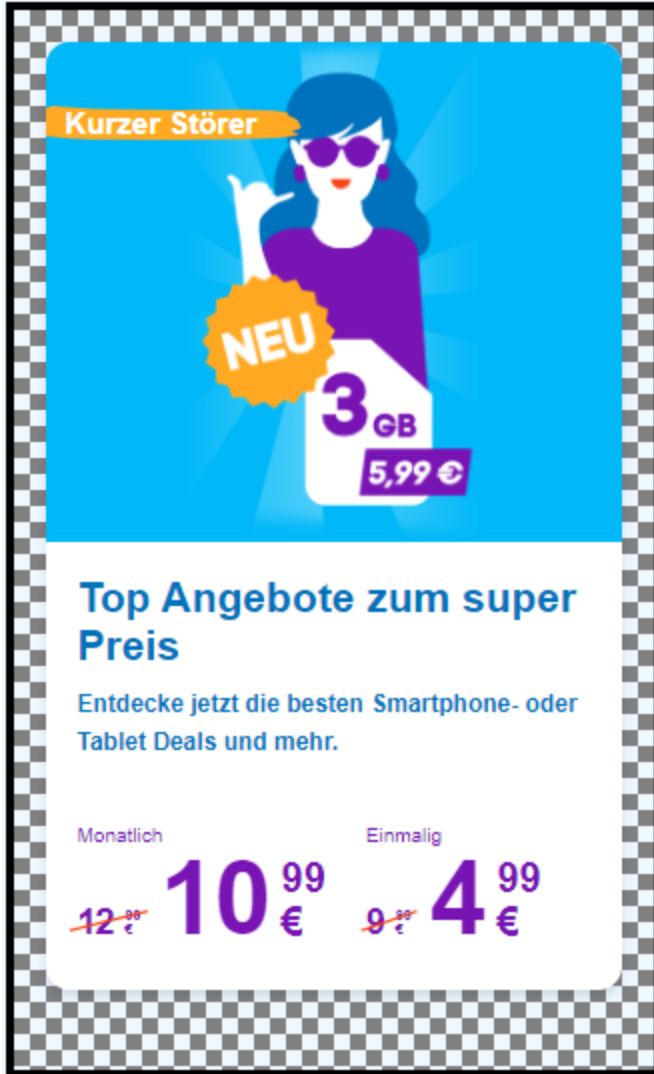 Kurzer Störer
NEU
3 GB
5,99 €
Top Angebote zum super
Preis
Entdecke jetzt die besten Smartphone- oder
Tablet Deals und mehr.
Monatlich
12 99 € 10 99 €
Einmalig
9 99 € 4 99 €